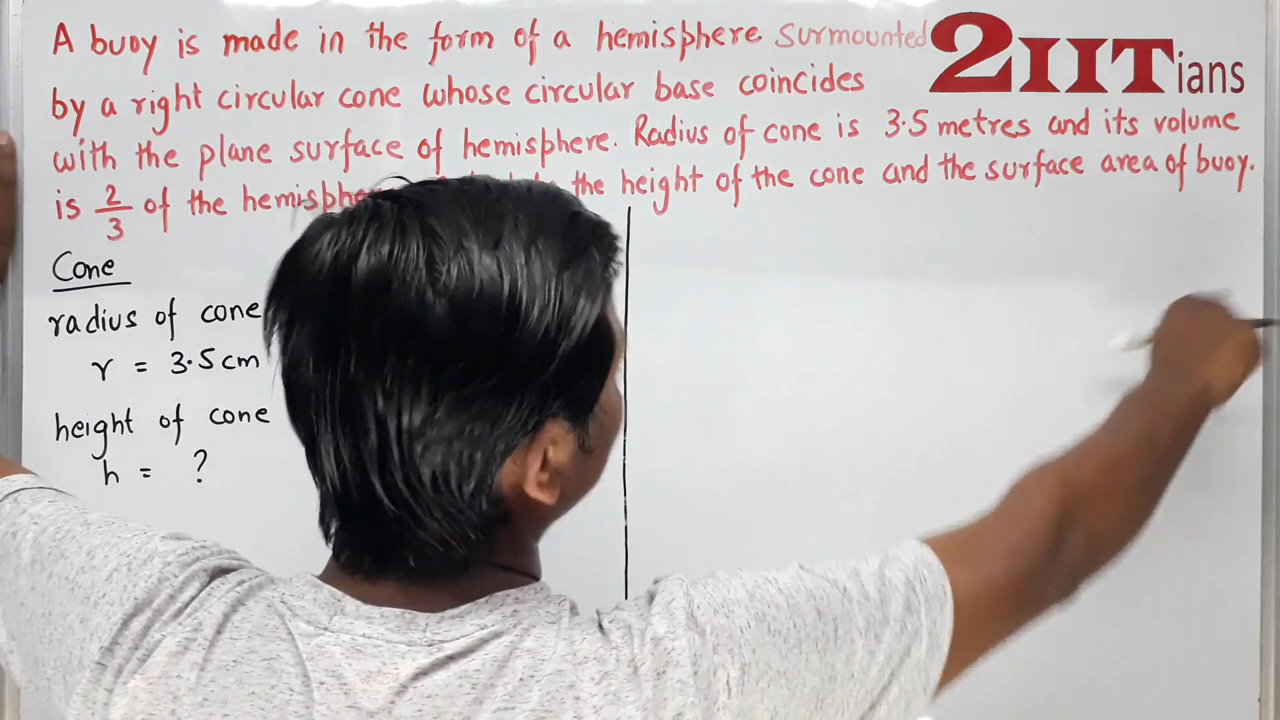 A buoy is made in the form of a hemisphere surmounted
2IITians
by a right circular cone whose circular base coincides
with the plane surface of hemisphere. Radius of cone is 3.5 metres and its volume
is 2/3 of the the height of the cone and the surface area of buoy.
Cone
radius of cone
r = 3.5 cm
height of cone
h = ?